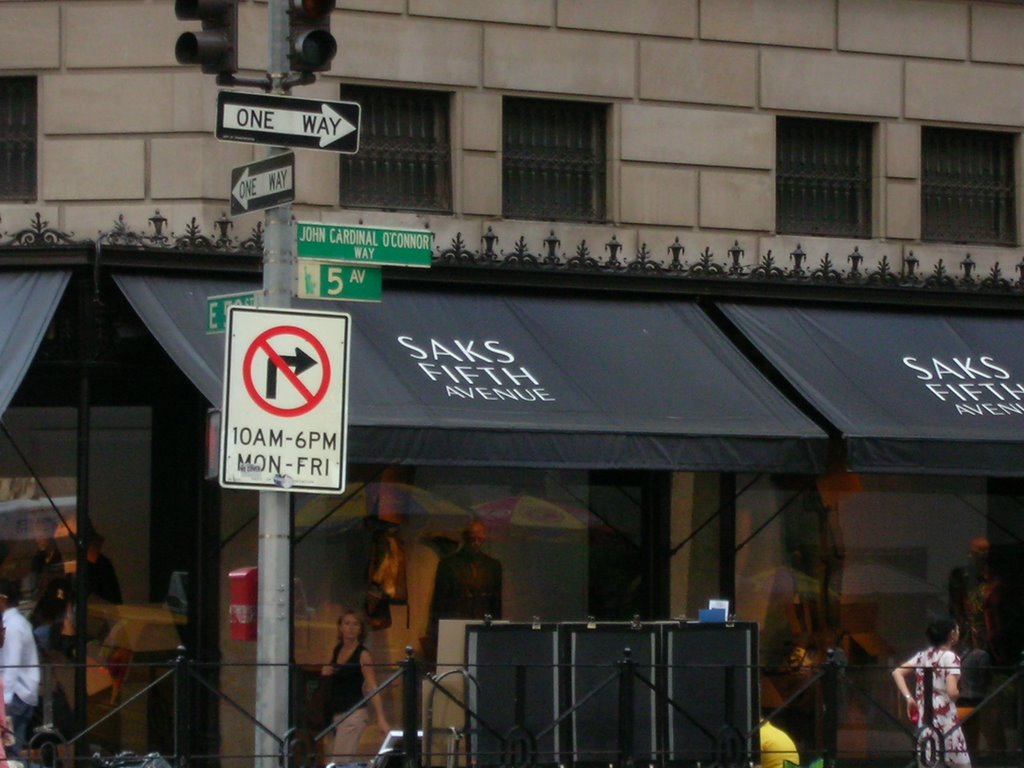 ONE WAY
ONE WAY
JOHN CARDINAL O'CONNOR
WAY
5 AV
E
10AM-6PM
MON-FRI
SAKS
FIFTH
AVENUE
SAKS
FIFTH
AVENUE